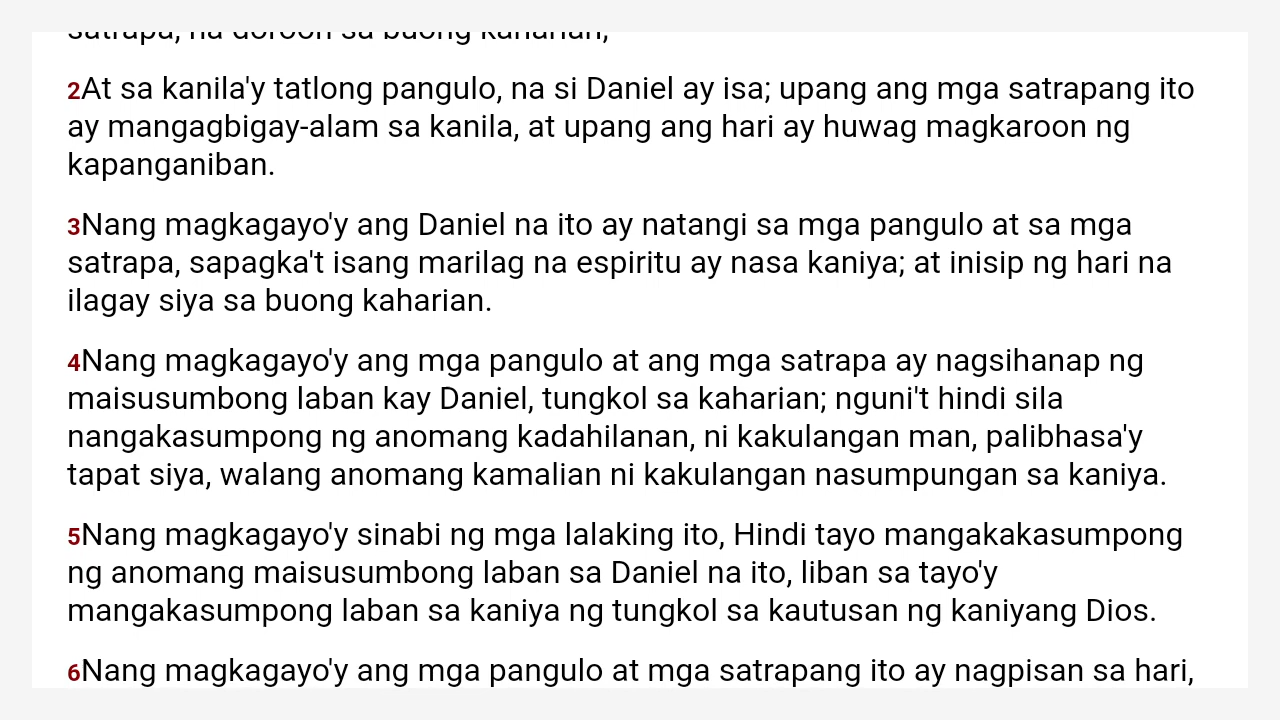 satrapa, na doroon sa buong kaharian;
2At sa kanila'y tatlong pangulo, na si Daniel ay isa; upang ang mga satrapang ito
ay mangagbigay-alam sa kanila, at upang ang hari ay huwag magkaroon ng
kapanganiban.
3Nang magkagayo'y ang Daniel na ito ay natangi sa mga pangulo at sa mga
satrapa, sapagka't isang marilag na espiritu ay nasa kaniya; at inisip ng hari na
ilagay siya sa buong kaharian.
4Nang magkagayo'y ang mga pangulo at ang mga satrapa ay nagsihanap ng
maisusumbong laban kay Daniel, tungkol sa kaharian; nguni't hindi sila
nangakasumpong ng anomang kadahilanan, ni kakulangan man, palibhasa'y
tapat siya, walang anomang kamalian ni kakulangan nasumpungan sa kaniya.
5Nang magkagayo'y sinabi ng mga lalaking ito, Hindi tayo mangakakasumpong
ng anomang maisusumbong laban sa Daniel na ito, liban sa tayo'y
mangakasumpong laban sa kaniya ng tungkol sa kautusan ng kaniyang Dios.
6Nang magkagayo'y ang mga pangulo at mga satrapang ito ay nagpisan sa hari,